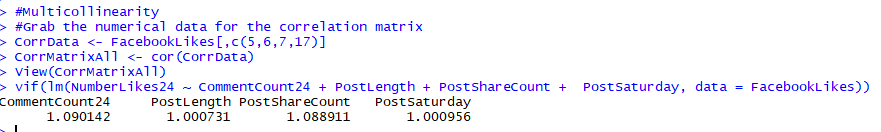 > #Multicollinearity
> #Grab the numerical data for the correlation matrix
> CorrData <- FacebookLikes[,c(5,6,7,17)]
> CorrMatrixAll <- cor(CorrData)
> View(CorrMatrixAll)
> vif(lm(NumberLikes24 ~ CommentCount24 + PostLength + PostShareCount +  PostSaturday, data = FacebookLikes))
CommentCount24     PostLength PostShareCount   PostSaturday
      1.090142       1.000731       1.088911       1.000956
>